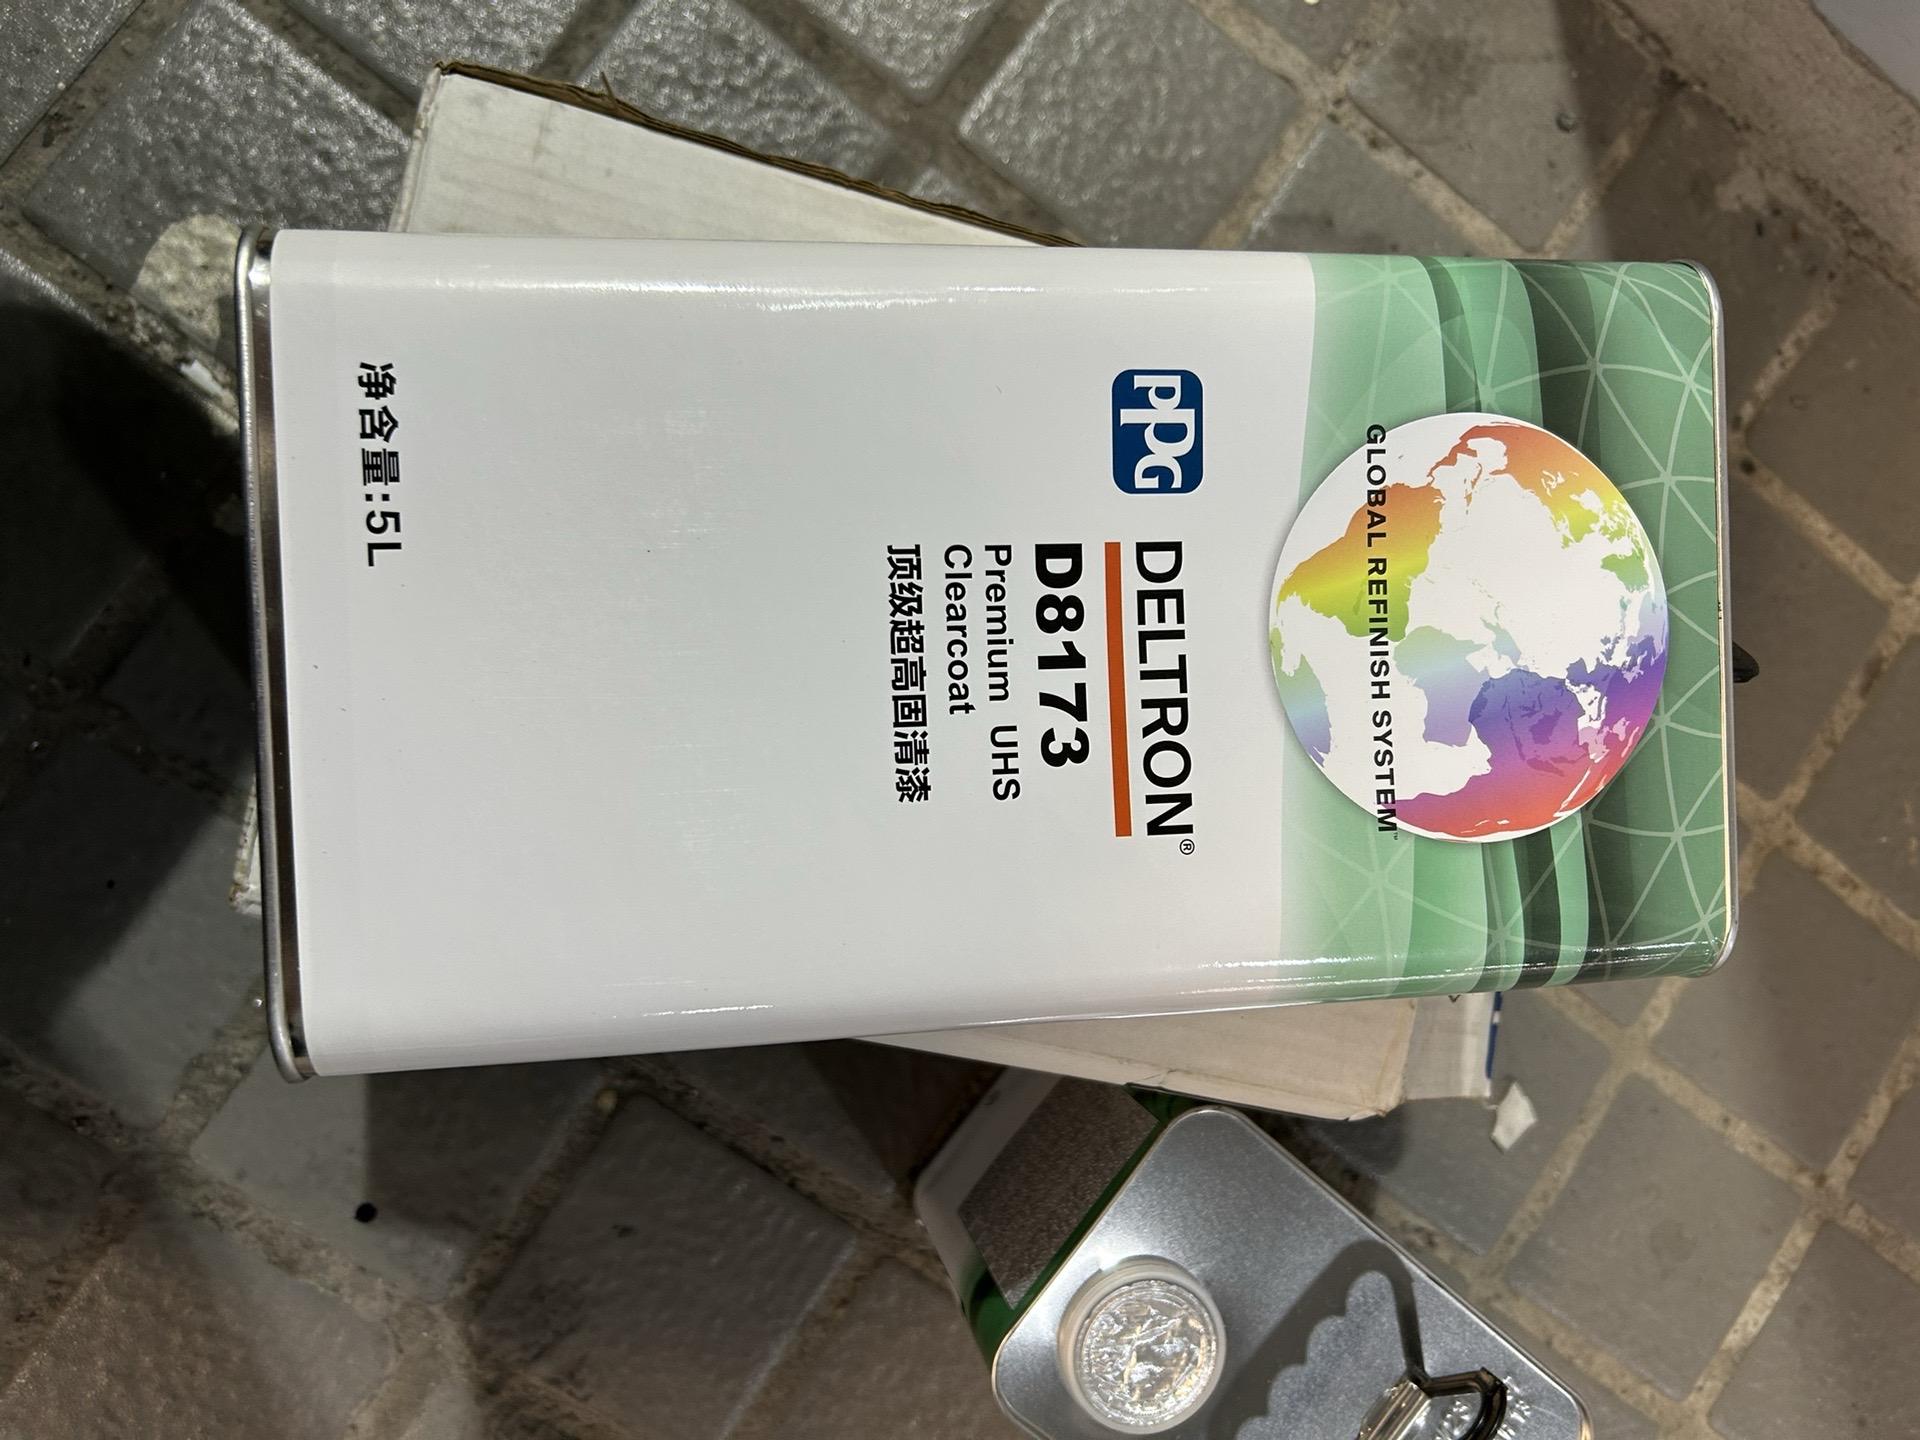 GLOBAL REFINISH SYSTEM™
PPG
DELTRON®
D8173
Premium UHS
Clearcoat
顶级超高固清漆
净含量:5L